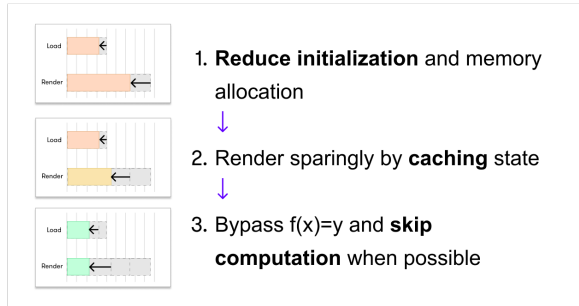 Load
Render
1. Reduce initialization and memory
allocation
↓
Load
Render
2. Render sparingly by caching state
↓
Load
Render
3. Bypass f(x)=y and skip
computation when possible